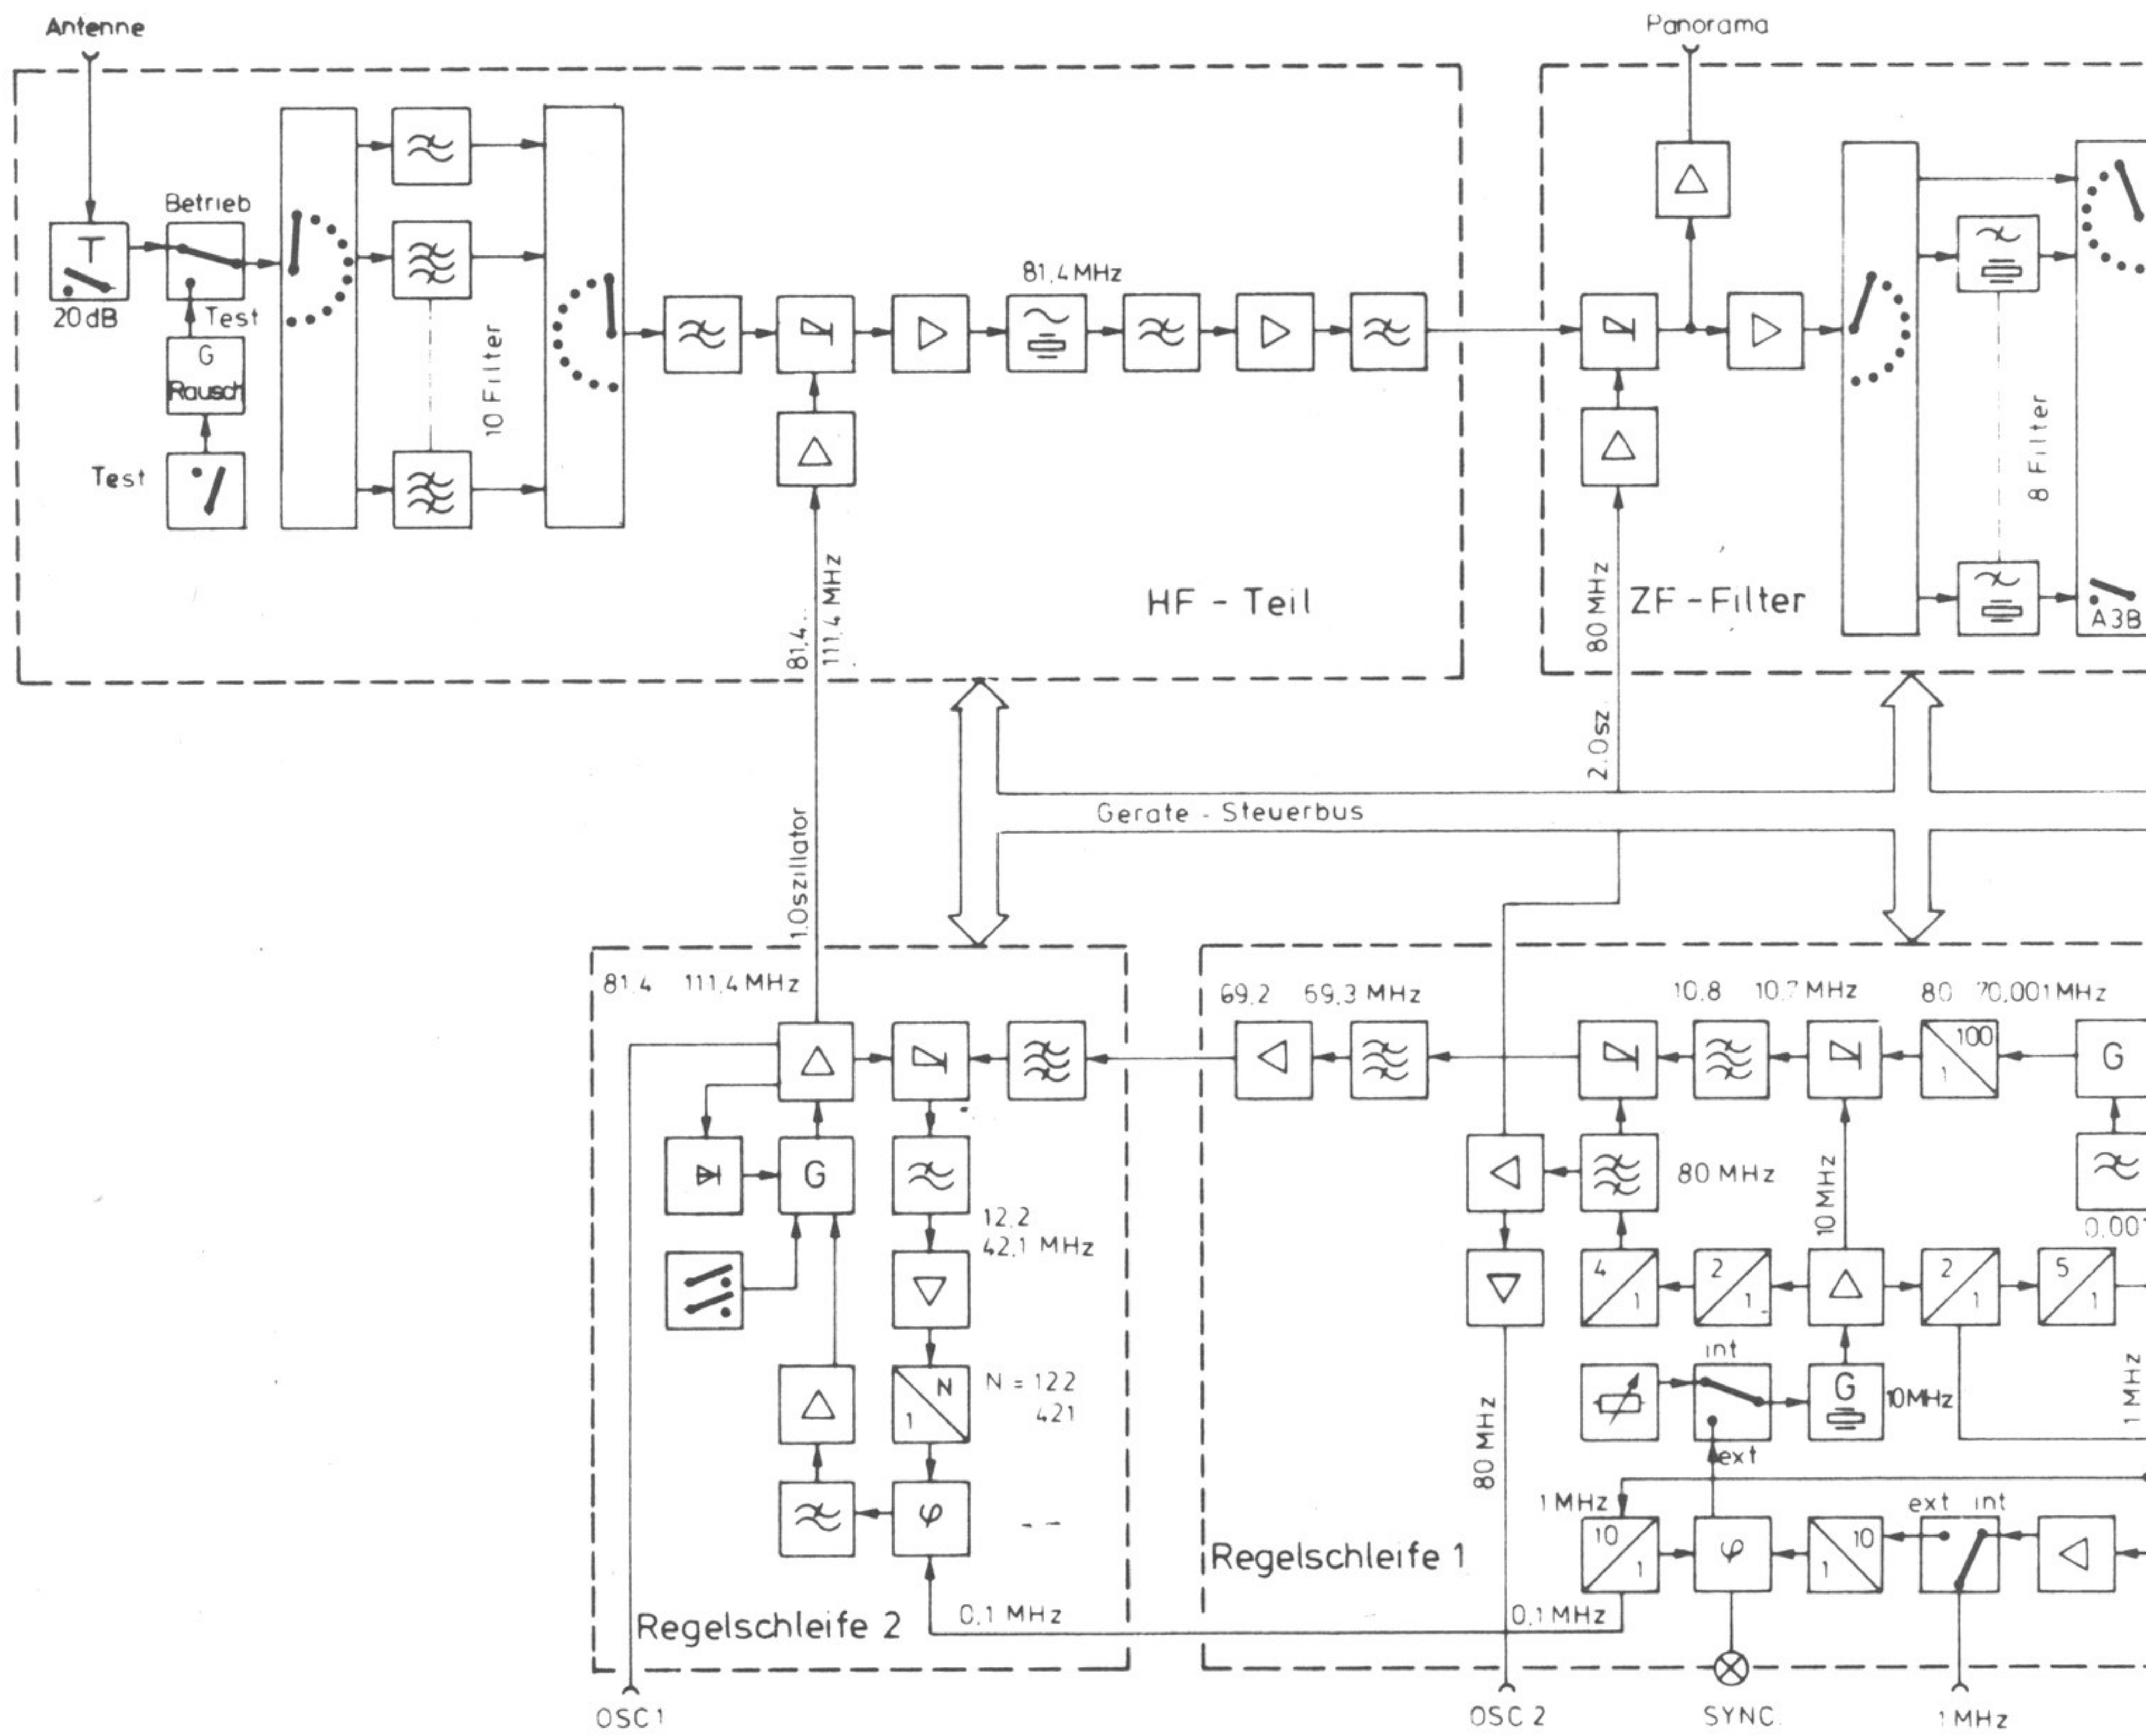 Antenne
Panorama
Betrieb
T
20dB
Test
G
Rausch
Test
10 Filter
81,4 MHz
8 Filter
A3B
81,4..
111,4 MHz
HF - Teil
80 MHz
ZF - Filter
2.Osz
Gerate - Steuerbus
1.Oszillator
81.4 111.4 MHz
69.2 69.3 MHz
10.8 10.7 MHz
80 70,001 MHz
100
1
G
G
80 MHz
10 MHz
12.2
42.1 MHz
0,001
4
1
2
1
2
1
5
1
int
N
1
N = 122
421
G
10MHz
1 MHz
ext
80 MHz
φ
1 MHz
10
1
φ
10
1
ext int
Regelschleife 1
Regelschleife 2
0.1 MHz
0.1 MHz
OSC 1
OSC 2
SYNC.
1 MHz